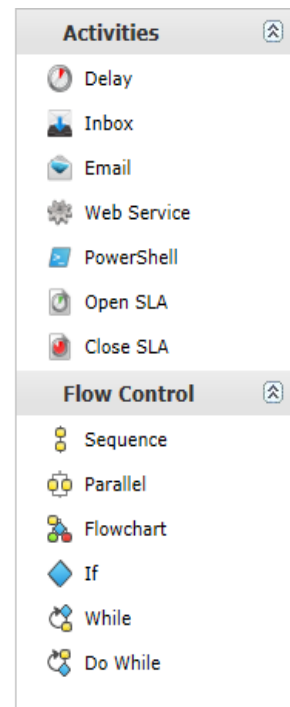 Activities
Delay
Inbox
Email
Web Service
PowerShell
Open SLA
Close SLA
Flow Control
Sequence
Parallel
Flowchart
If
While
Do While